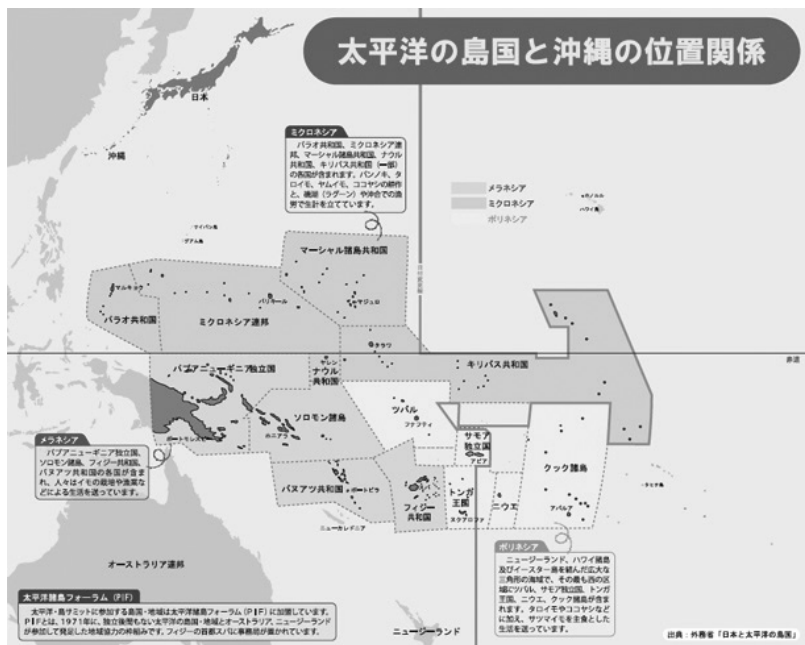 太平洋の島国と沖縄の位置関係
日本
沖縄
ミクロネシア
パラオ共和国、ミクロネシア連
邦、マーシャル諸島共和国、ナウル
共和国、キリバス共和国（一部）
の各国が含まれます。パンノキ、タ
ロイモ、ヤムイモ、ココヤシの耕作
と、礁湖（ラグーン）や沖合での漁
労で生計を立てています。
メラネシア
ミクロネシア
ポリネシア
ホノルル
ハワイ島
サイパン島
グアム島
マーシャル諸島共和国
マルキョク
パリキール
マジュロ
パラオ共和国
ミクロネシア連邦
タラワ
赤道
キリバス共和国
パプアニューギニア独立国
ヤレン
ナウル
共和国
ツバル
フナフティ
ソロモン諸島
ホニアラ
ポートモレスビー
サモア
独立国
アピア
クック諸島
メラネシア
パプアニューギニア独立国、
ソロモン諸島、フィジー共和国、
バヌアツ共和国の各国が含ま
れ、人々はイモの栽培や漁業な
どによる生活を送っています。
バヌアツ共和国
ポートビラ
フィジー
共和国
スバ
トンガ
王国
ヌクアロファ
ニウエ
アバルア
タヒチ島
ニューカレドニア
オーストラリア連邦
ポリネシア
ニュージーランド、ハワイ諸島
及びイースター島を結んだ広大な
三角形の海域で、その最も西の区
域にツバル、サモア独立国、トンガ
王国、ニウエ、クック諸島が含ま
れます。タロイモやココヤシなど
に加え、サツマイモを主食とした
生活を送っています。
太平洋諸島フォーラム（PIF）
太平洋・島サミットに参加する島国・地域は太平洋諸島フォーラム（PIF）に加盟しています。
PIFとは、1971年に、独立後間もない太平洋の島国・地域とオーストラリア、ニュージーランド
が参加して発足した地域協力の枠組みです。フィジーの首都スバに事務局が置かれています。
ニュージーランド
出典：外務省「日本と太平洋の島国」